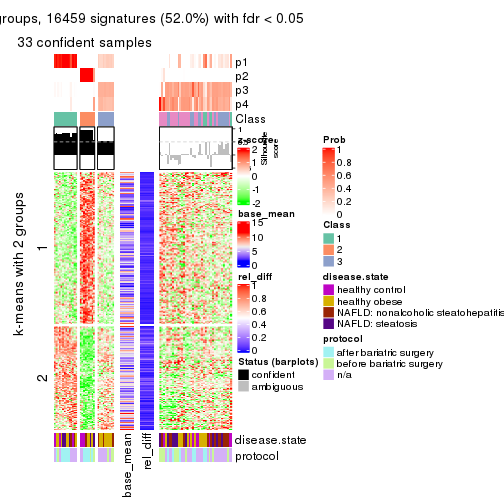 groups, 16459 signatures (52.0%) with fdr < 0.05
33 confident samples
p1
p2
p3
p4
Class
1
Silhouette
score
k-means with 2 groups
1
2
disease.state
protocol
base_mean
rel_diff
z-score
2
1
0
-1
-2
base_mean
15
10
5
0
rel_diff
1
0.8
0.6
0.4
0.2
0
Status (barplots)
confident
ambiguous
Prob
1
0.8
0.6
0.4
0.2
0
Class
1
2
3
disease.state
healthy control
healthy obese
NAFLD: nonalcoholic steatohepatitis
NAFLD: steatosis
protocol
after bariatric surgery
before bariatric surgery
n/a